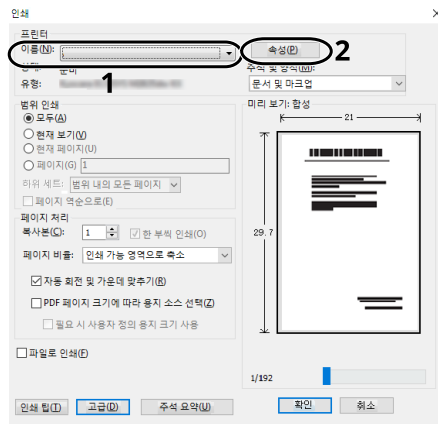 인쇄
프린터
이름(N):
속성(P)
2
1
준비
주석 및 양식(M):
유형:
문서 및 마크업
범위 인쇄
모두(A)
현재 보기(V)
현재 페이지(U)
페이지(G) 1
하위 세트: 범위 내의 모든 페이지
페이지 역순으로(E)
페이지 처리
복사본(C): 1 한 부씩 인쇄(O)
페이지 비율: 인쇄 가능 영역으로 축소
자동 회전 및 가운데 맞추기(R)
PDF 페이지 크기에 따라 용지 소스 선택(Z)
필요 시 사용자 정의 용지 크기 사용
파일로 인쇄(F)
미리 보기: 합성
21
29.7
1/192
인쇄 팁(T) 고급(D) 주석 요약(U) 확인 취소